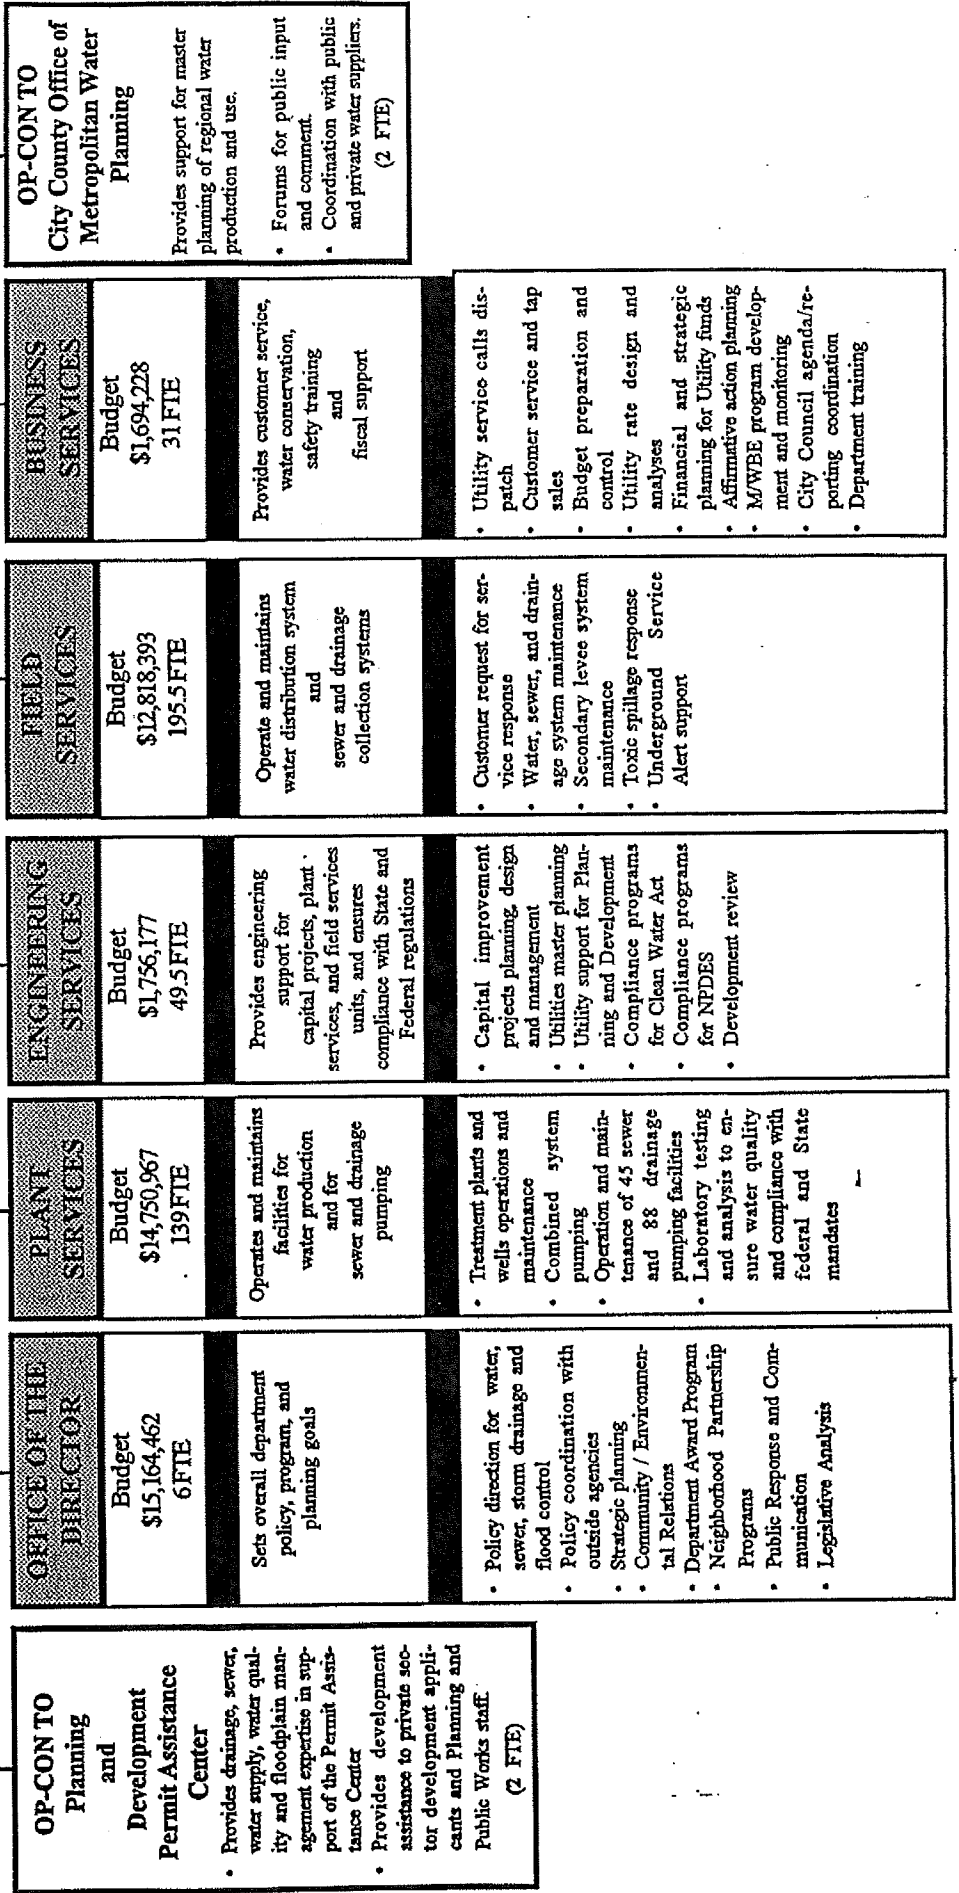 OP-CON TO
Planning
and
Development
Permit Assistance
Center
• Provides drainage, sewer,
water supply, water qual-
ity and floodplain man-
agement expertise in sup-
port of the Permit Assis-
tance Center
• Provides development
assistance to private sec-
tor development appli-
cants and Planning and
Public Works staff.
(2 FTE)
OFFICE OF THE
DIRECTOR
Budget
$15,164,462
6 FTE
Sets overall department
policy, program, and
planning goals
• Policy direction for water,
sewer, storm drainage and
flood control
• Policy coordination with
outside agencies
• Strategic planning
• Community / Environmen-
tal Relations
• Department Award Program
• Neighborhood Partnership
Programs
• Public Response and Com-
munication
• Legislative Analysis
PLANT
SERVICES
Budget
$14,750,967
139 FTE
Operates and maintains
facilities for
water production
and for
sewer and drainage
pumping
• Treatment plants and
wells operations and
maintenance
• Combined system
pumping
• Operation and main-
tenance of 45 sewer
and 88 drainage
pumping facilities
• Laboratory testing
and analysis to en-
sure water quality
and compliance with
federal and State
mandates
ENGINEERING
SERVICES
Budget
$1,756,177
49.5 FTE
Provides engineering
support for
capital projects, plant
services, and field services
units, and ensures
compliance with State and
Federal regulations
• Capital improvement
projects planning, design
and management
• Utilities master planning
• Utility support for Plan-
ning and Development
• Compliance programs
for Clean Water Act
• Compliance programs
for NPDES
• Development review
FIELD
SERVICES
Budget
$12,818,393
195.5 FTE
Operate and maintains
water distribution system
and
sewer and drainage
collection systems
• Customer request for ser-
vice response
• Water, sewer, and drain-
age system maintenance
• Secondary levee system
maintenance
• Toxic spillage response
• Underground Service
Alert support
BUSINESS
SERVICES
Budget
$1,694,228
31 FTE
Provides customer service,
water conservation,
safety training
and
fiscal support
• Utility service calls dis-
patch
• Customer service and tap
sales
• Budget preparation and
control
• Utility rate design and
analyses
• Financial and strategic
planning for Utility funds
• Affirmative action planning
• M/WBE program develop-
ment and monitoring
• City Council agenda/re-
porting coordination
• Department training
OP-CON TO
City County Office of
Metropolitan Water
Planning
Provides support for master
planning of regional water
production and use.
• Forums for public input
and comment.
• Coordination with public
and private water suppliers.
(2 FTE)